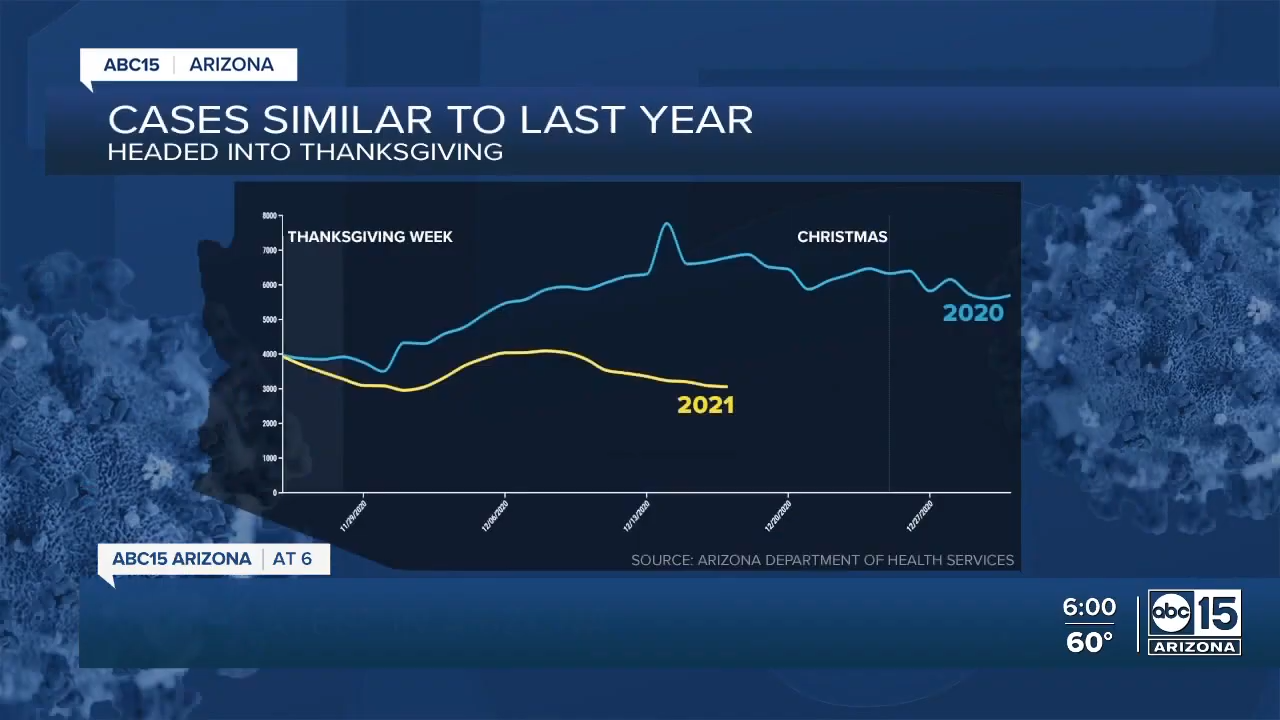 ABC15 | ARIZONA
CASES SIMILAR TO LAST YEAR
HEADED INTO THANKSGIVING
8000
THANKSGIVING WEEK
CHRISTMAS
7000
6000
2020
5000
4000
3000
2021
2000
1000
0
11/29/2020
12/06/2020
12/13/2020
12/20/2020
12/27/2020
SOURCE: ARIZONA DEPARTMENT OF HEALTH SERVICES
ABC15 ARIZONA | AT 6
6:00
60°
abc 15
ARIZONA